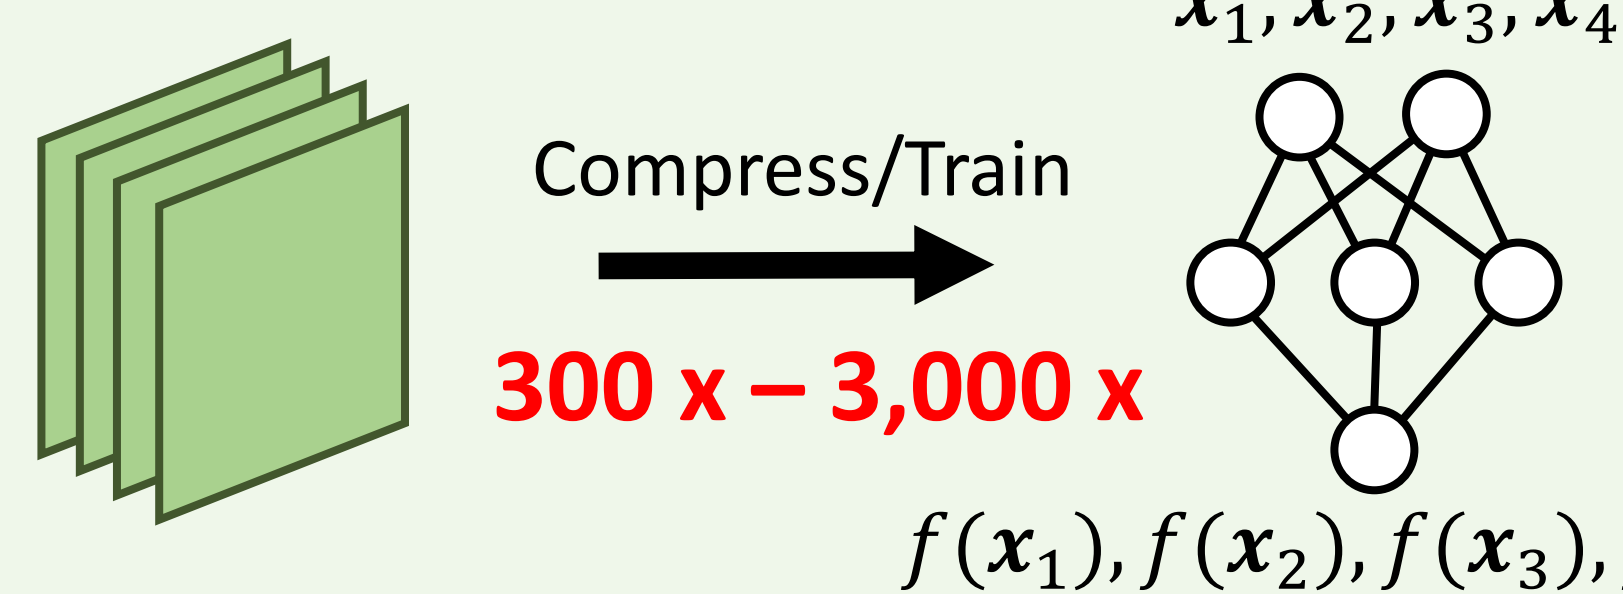 x₁, x₂, x₃, x₄
Compress/Train
300 x – 3,000 x
f(x₁), f(x₂), f(x₃),